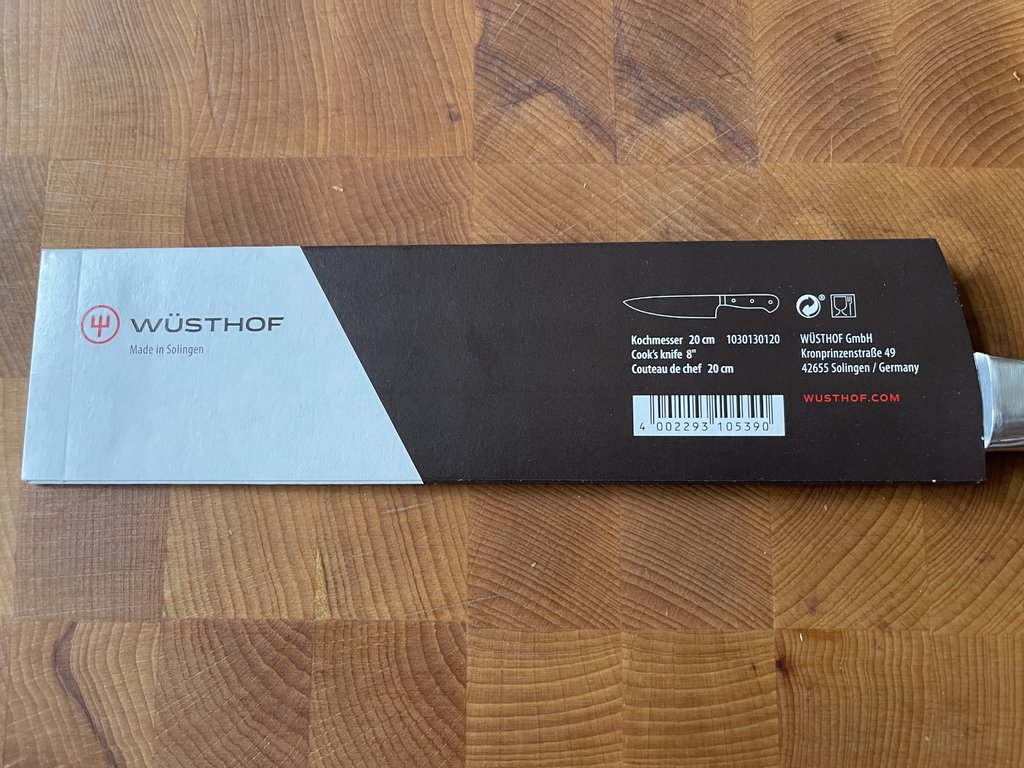 WÜSTHOF
Made in Solingen
Kochmesser 20 cm 1030130120
Cook's knife 8"
Couteau de chef 20 cm
4 002293 105390
®
WÜSTHOF GmbH
Kronprinzenstraße 49
42655 Solingen / Germany
WUSTHOF.COM